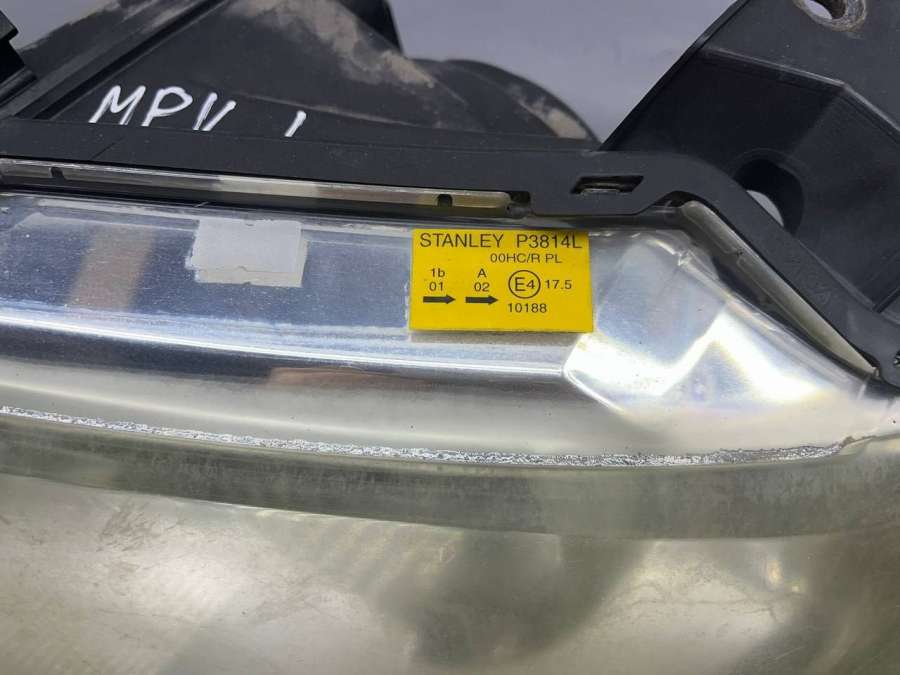 MPV 1
STANLEY P3814L
00HC/R PL
1b A
01 02 E4 17.5
10188